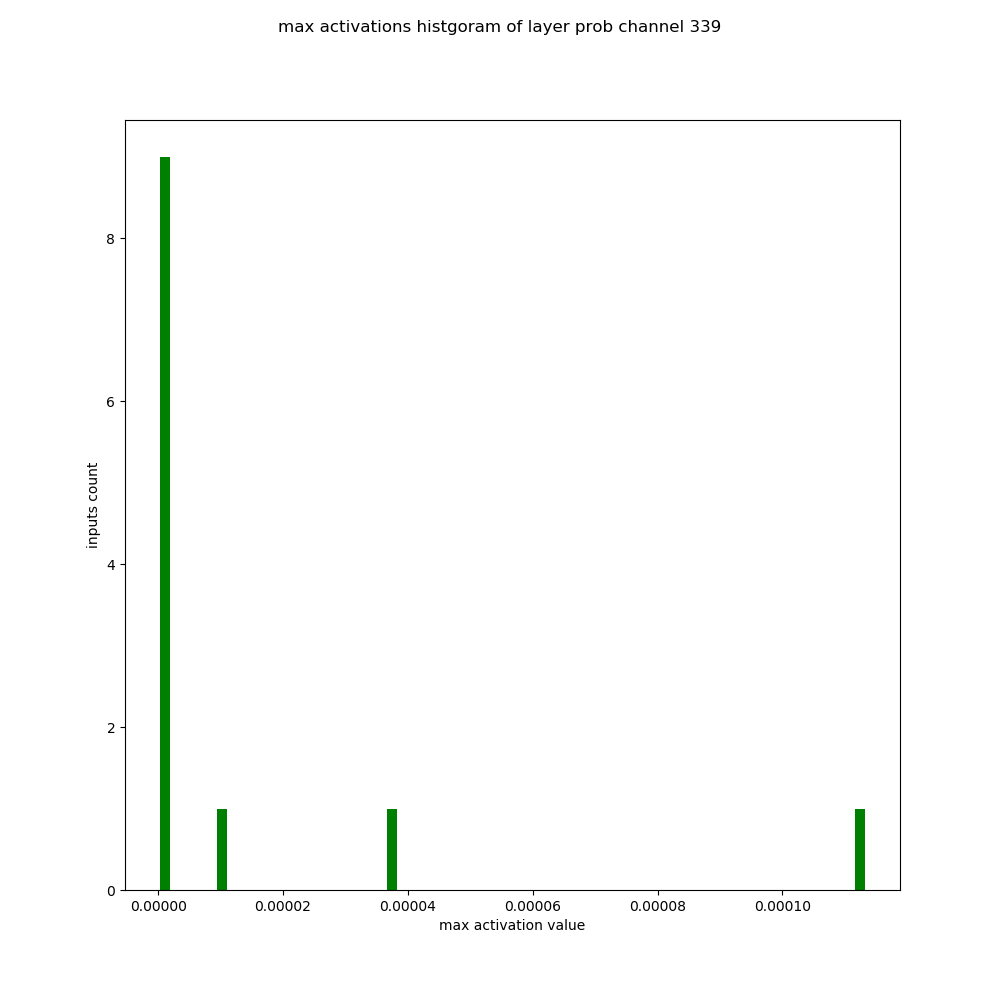 max activations histgoram of layer prob channel 339
8
6
4
2
0
inputs count
0.00000 0.00002 0.00004 0.00006 0.00008 0.00010
max activation value